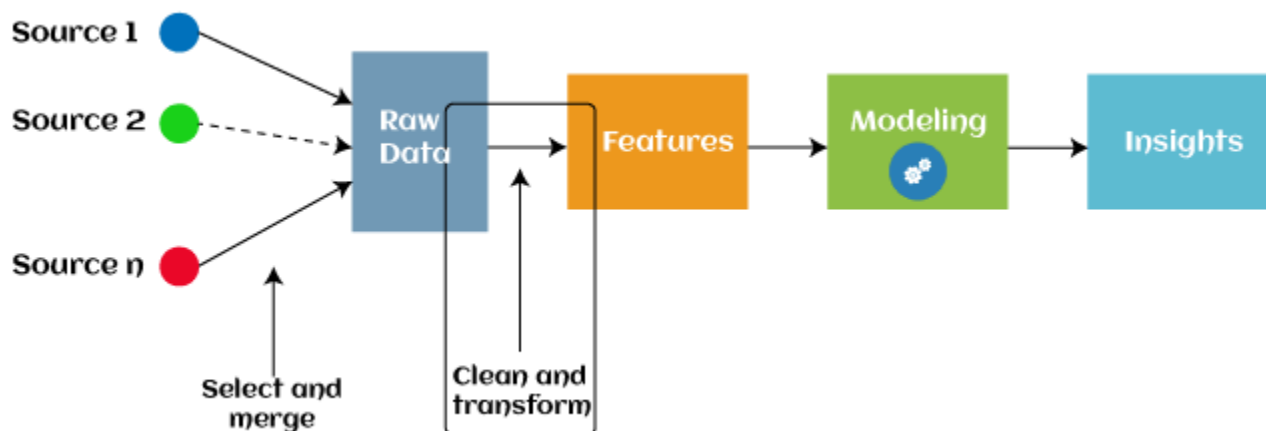 Source 1
Source 2
Source n
Raw
Data
Features
Modeling
Insights
Select and
merge
Clean and
transform